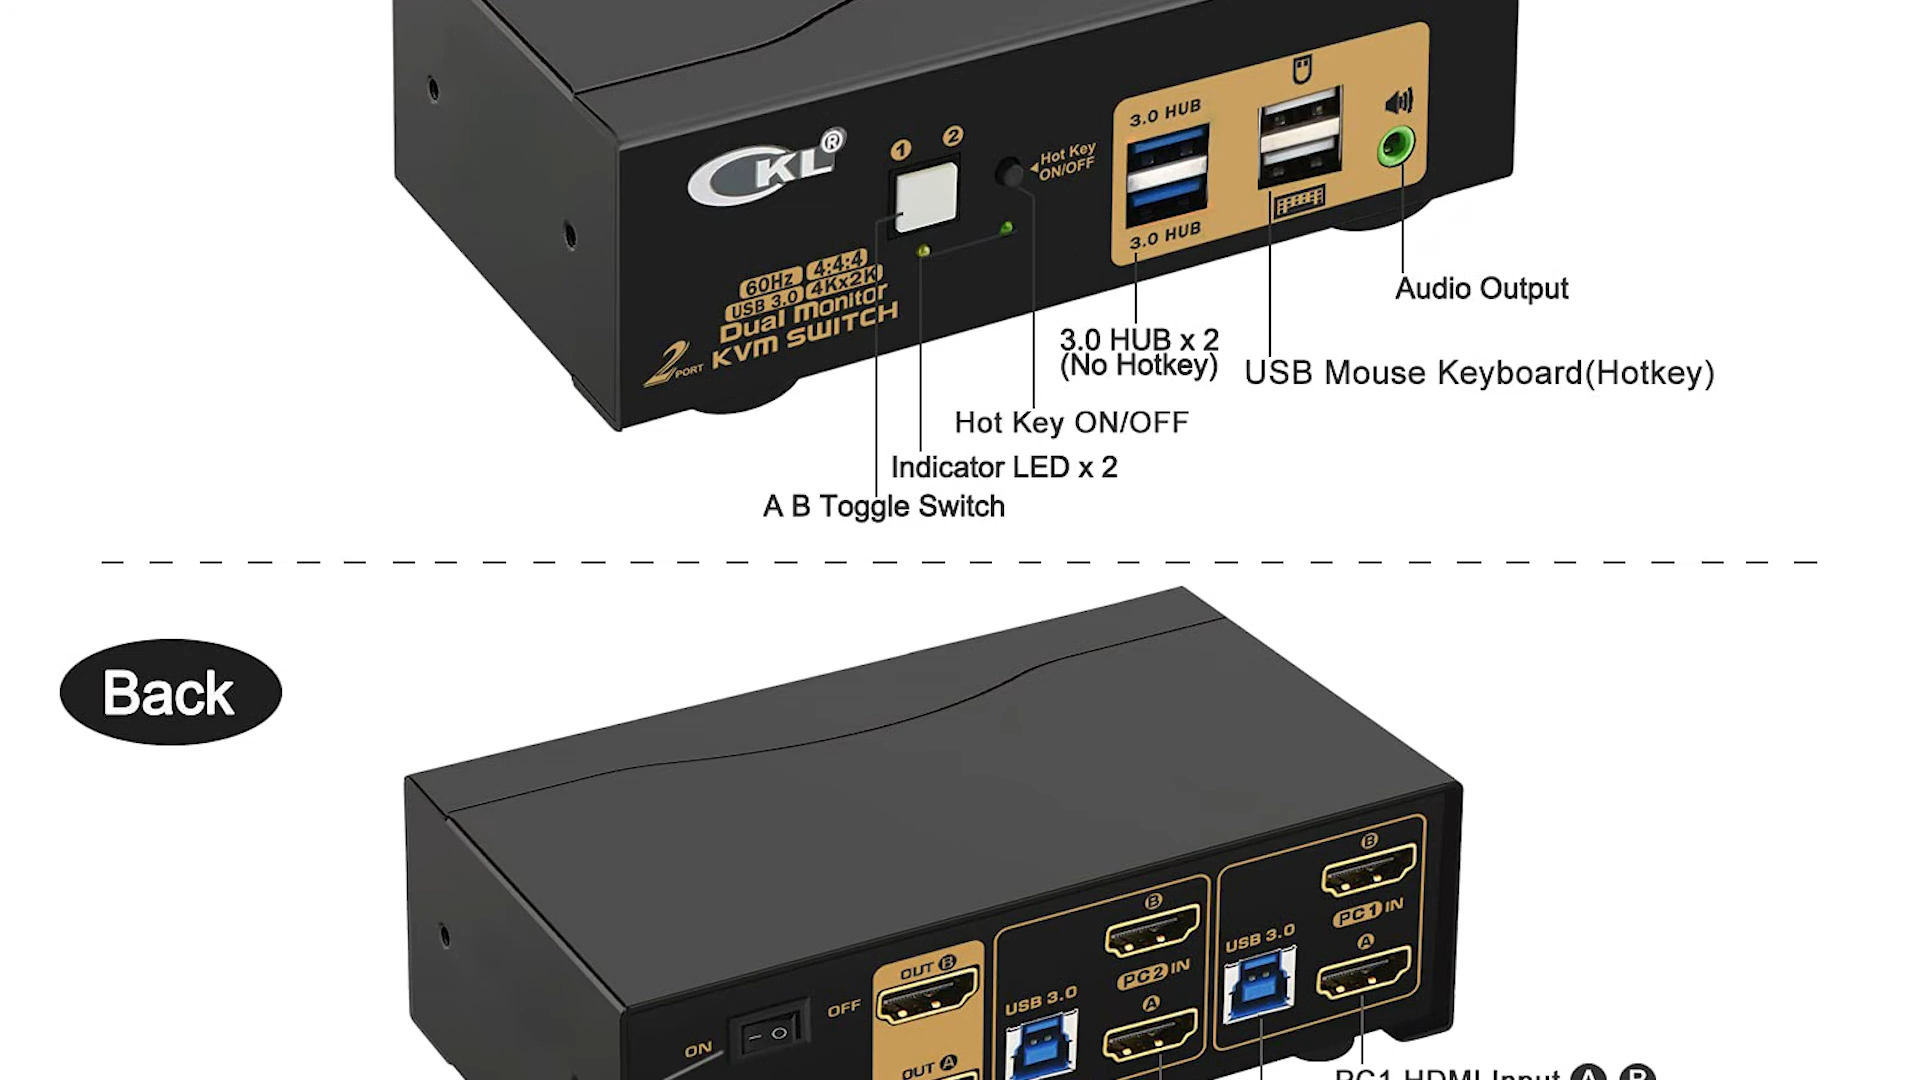 CKL®
1 2
Hot Key
ON/OFF
3.0 HUB
3.0 HUB
60Hz 4:4:4
USB 3.0 4Kx2K
Dual Monitor
2 PORT KVM SWITCH
Audio Output
3.0 HUB x 2
(No Hotkey)
USB Mouse Keyboard(Hotkey)
Hot Key ON/OFF
Indicator LED x 2
A B Toggle Switch
Back
B
PC1 IN
A
USB 3.0
B
PC2 IN
A
USB 3.0
OUT B
OUT A
OFF
ON
PC1 HDMI Input A B